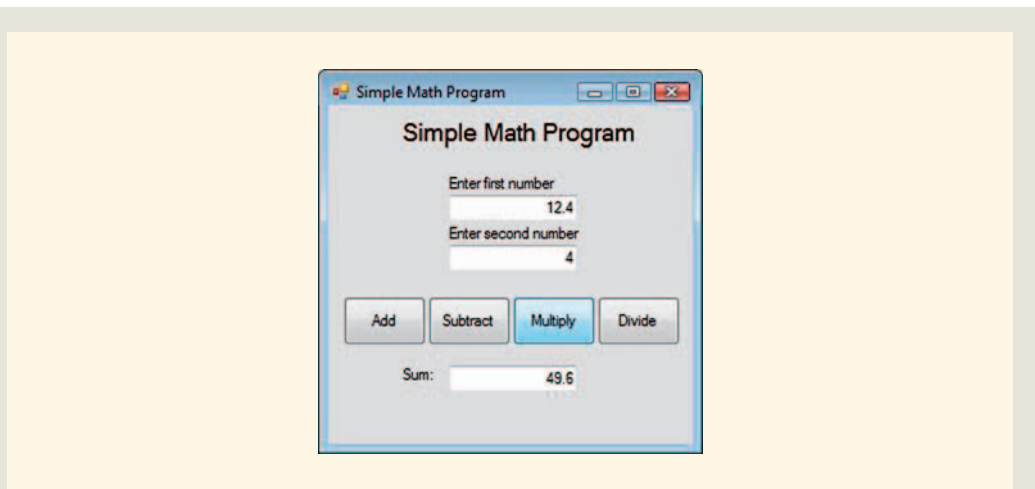 Simple Math Program
Simple Math Program
Enter first number
12.4
Enter second number
4
Add Subtract Multiply Divide
Sum: 49.6